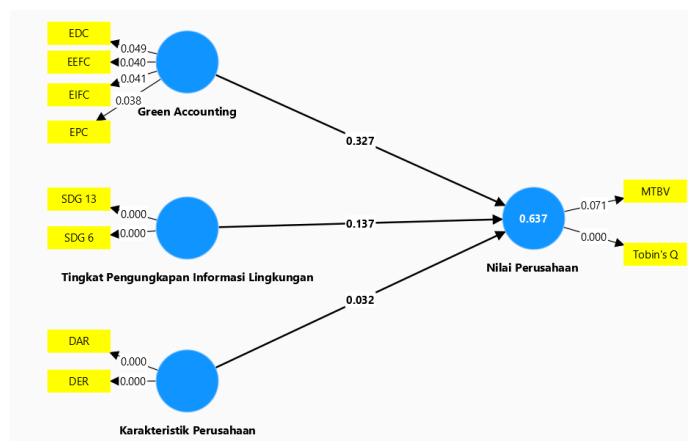 EDC
0.049
EEFC
0.040
EIFC
0.041
EPC
0.038
Green Accounting
0.327
SDG 13
0.000
SDG 6
0.000
Tingkat Pengungkapan Informasi Lingkungan
0.137
DAR
0.000
DER
0.000
Karakteristik Perusahaan
0.032
0.637
Nilai Perusahaan
MTBV
0.071
Tobin's Q
0.000